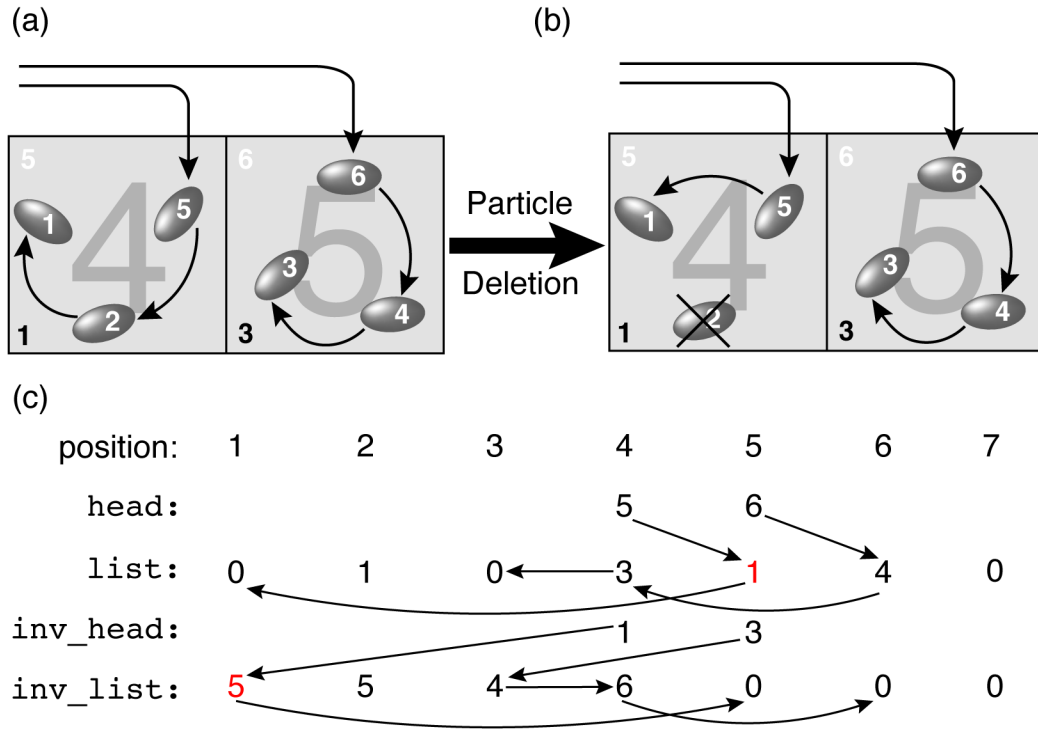 (a) (b)
5 4 6 5
1 5 2 6 3 4
1 3
Particle
Deletion
5 4 6 5
1 5 2 6 3 4
1 3
(c)
position: 1 2 3 4 5 6 7
head: 5 6
list: 0 1 0 3 1 4 0
inv_head: 1 3
inv_list: 5 5 4 6 0 0 0